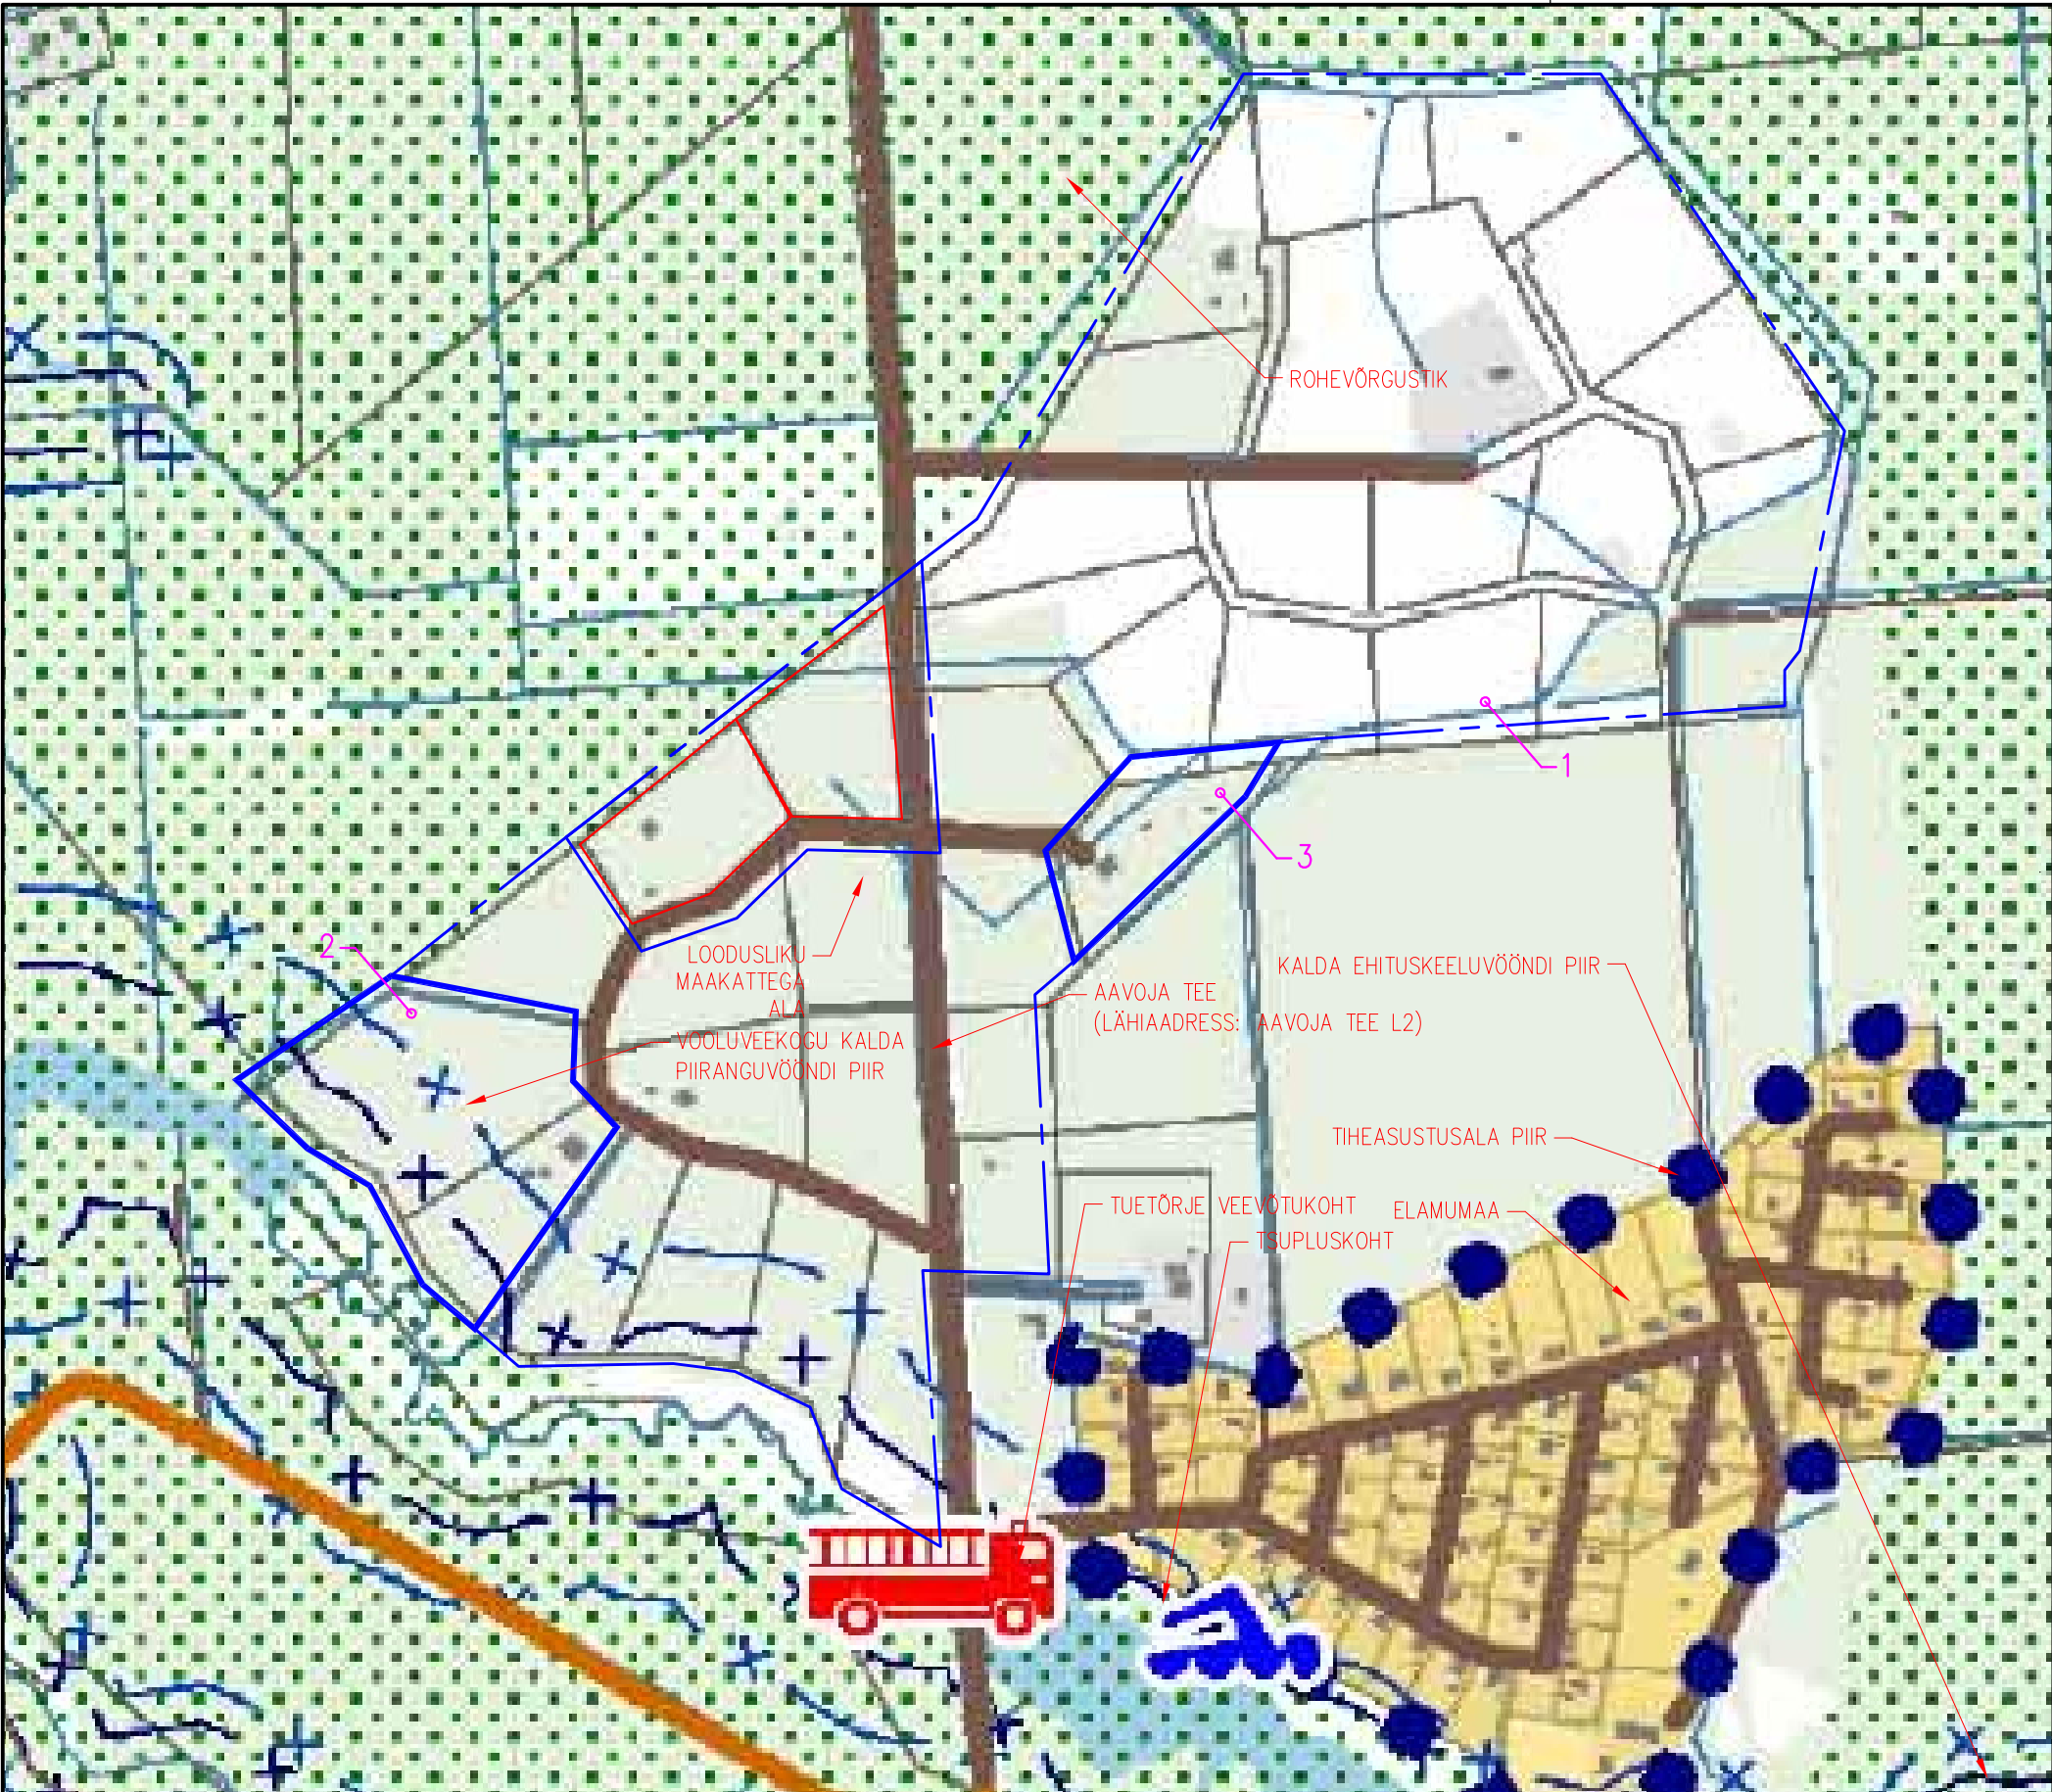 ROHEVÕRGUSTIK
1
3
2
LOODUSLIKU
MAAKATTEGA
ALA
KALDA EHITUSKEELUVÖÖNDI PIIR
AAVOJA TEE
(LÄHIAADRESS: AAVOJA TEE L2)
VOOLUVEEKOGU KALDA
PIIRANGUVÖÖNDI PIIR
TIHEASUSTUSALA PIIR
TUETÕRJE VEEVÕTUKOHT
ELAMUMAA
TSUPLUSKOHT